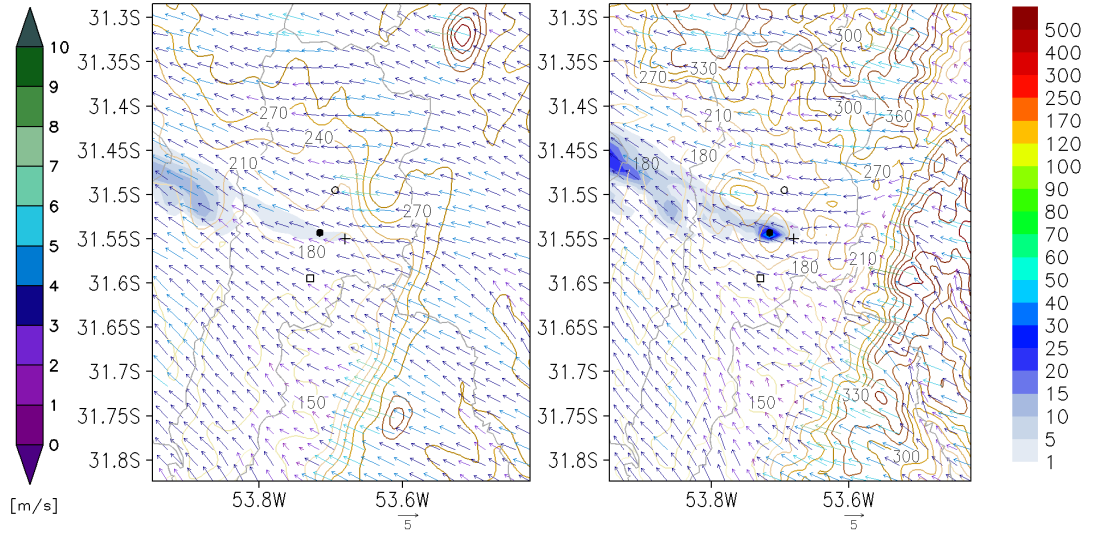 10
9
8
7
6
5
4
3
2
1
0
[m/s]
31.3S
31.35S
31.4S
31.45S
31.5S
31.55S
31.6S
31.65S
31.7S
31.75S
31.8S
270
240
210
270
180
150
53.8W
53.6W
5
31.3S
31.35S
31.4S
31.45S
31.5S
31.55S
31.6S
31.65S
31.7S
31.75S
31.8S
300
330
270
300
360
210
180
180
270
210
180
330
150
300
53.8W
53.6W
5
500
400
300
250
170
120
100
90
80
70
60
50
40
30
25
20
15
10
5
1